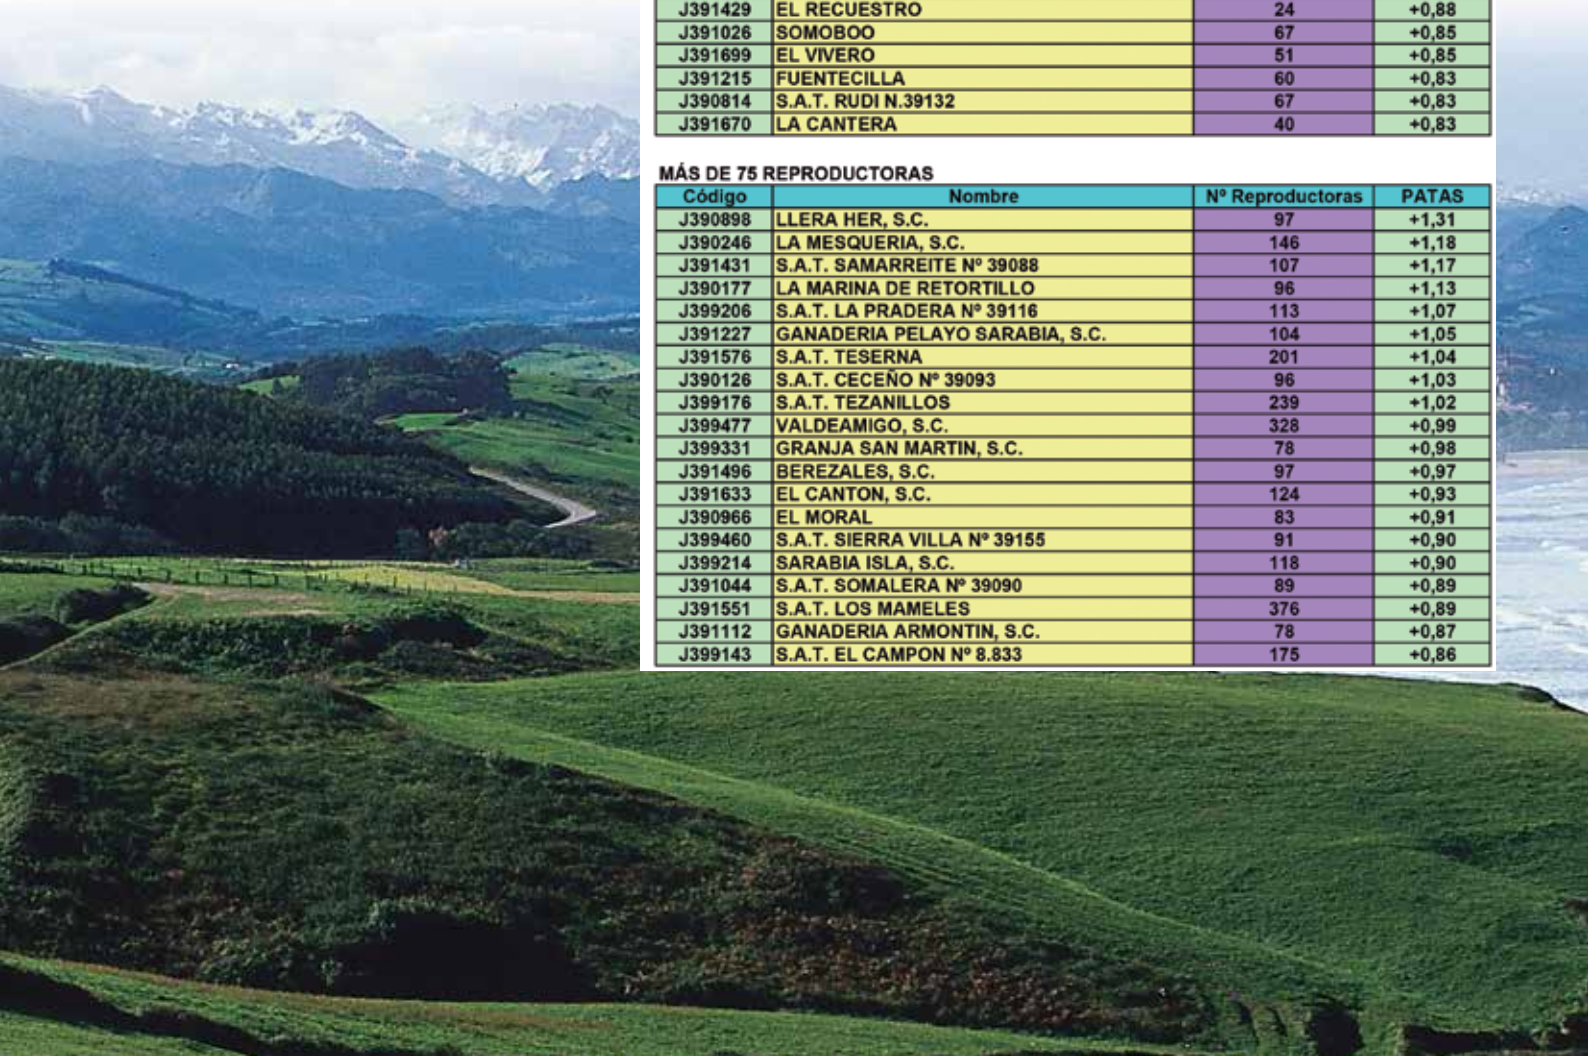 J391429 EL RECUESTRO 24 +0,88
J391026 SOMOBOO 67 +0,85
J391699 EL VIVERO 51 +0,85
J391215 FUENTECILLA 60 +0,83
J390814 S.A.T. RUDI N.39132 67 +0,83
J391670 LA CANTERA 40 +0,83
MÁS DE 75 REPRODUCTORAS
Código Nombre Nº Reproductoras PATAS
J390898 LLERA HER, S.C. 97 +1,31
J390246 LA MESQUERIA, S.C. 146 +1,18
J391431 S.A.T. SAMARREITE Nº 39088 107 +1,17
J390177 LA MARINA DE RETORTILLO 96 +1,13
J399206 S.A.T. LA PRADERA Nº 39116 113 +1,07
J391227 GANADERIA PELAYO SARABIA, S.C. 104 +1,05
J391576 S.A.T. TESERNA 201 +1,04
J390126 S.A.T. CECEÑO Nº 39093 96 +1,03
J399176 S.A.T. TEZANILLOS 239 +1,02
J399477 VALDEAMIGO, S.C. 328 +0,99
J399331 GRANJA SAN MARTIN, S.C. 78 +0,98
J391496 BEREZALES, S.C. 97 +0,97
J391633 EL CANTON, S.C. 124 +0,93
J390966 EL MORAL 83 +0,91
J399460 S.A.T. SIERRA VILLA Nº 39155 91 +0,90
J399214 SARABIA ISLA, S.C. 118 +0,90
J391044 S.A.T. SOMALERA Nº 39090 89 +0,89
J391551 S.A.T. LOS MAMELES 376 +0,89
J391112 GANADERIA ARMONTIN, S.C. 78 +0,87
J399143 S.A.T. EL CAMPON Nº 8.833 175 +0,86